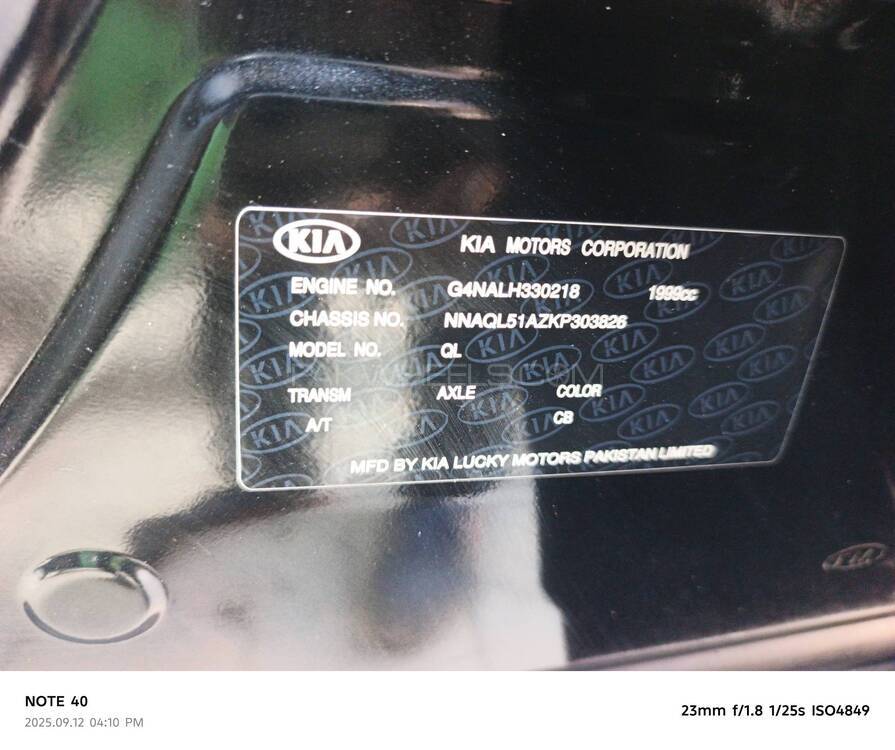 KIA KIA MOTORS CORPORATION
ENGINE NO. G4NALH330218 1999cc
CHASSIS NO. NNAQL51AZKP303826
MODEL NO. QL
TRANSM AXLE COLOR
A/T CB
MFD BY KIA LUCKY MOTORS PAKISTAN LIMITED
KIA
NOTE 40
23mm f/1.8 1/25s ISO4849
2025.09.12 04:10 PM